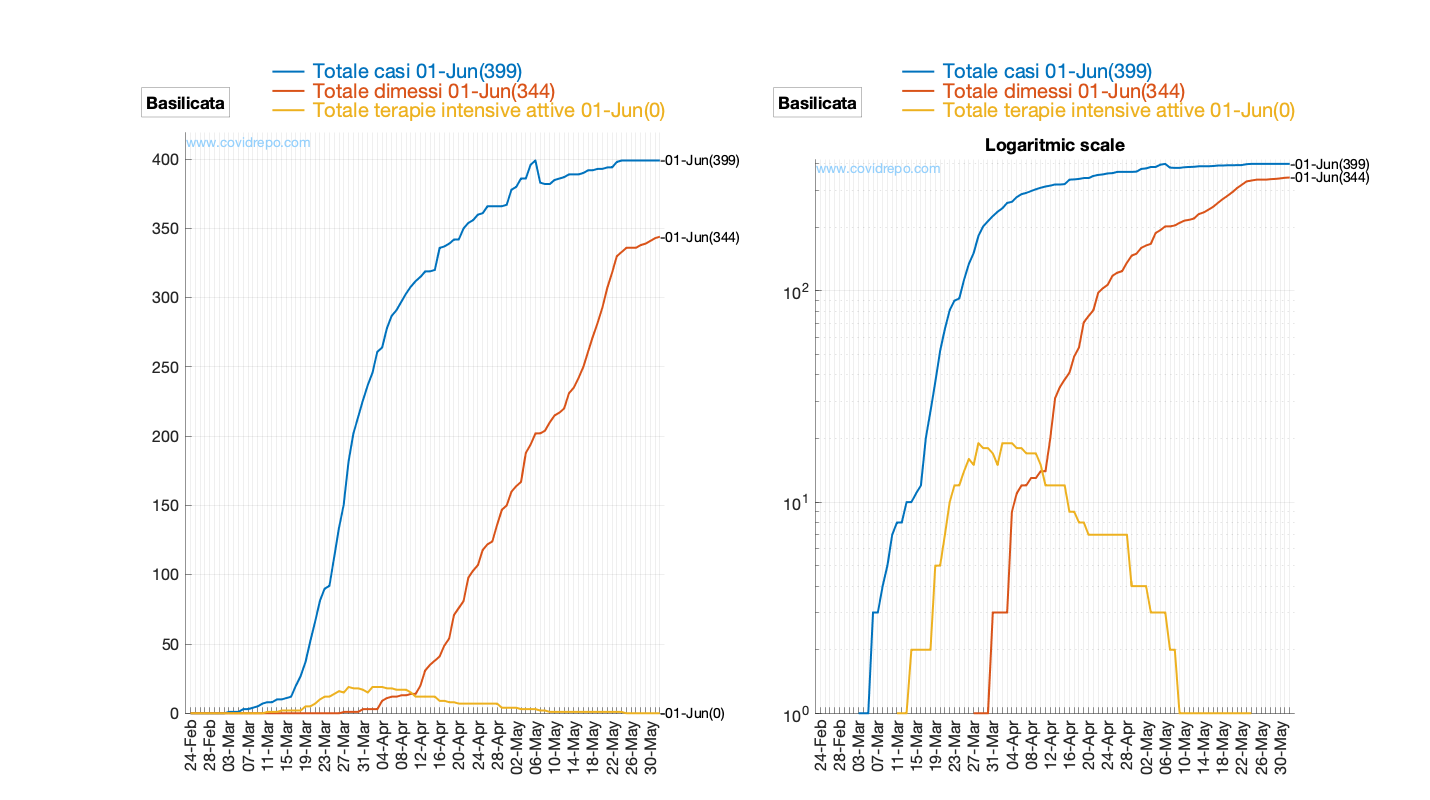 Totale casi 01-Jun(399)
Totale dimessi 01-Jun(344)
Totale terapie intensive attive 01-Jun(0)
Basilicata
www.covidrepo.com
400
350
300
250
200
150
100
50
0
-01-Jun(399)
-01-Jun(344)
-01-Jun(0)
24-Feb
28-Feb
03-Mar
07-Mar
11-Mar
15-Mar
19-Mar
23-Mar
27-Mar
31-Mar
04-Apr
08-Apr
12-Apr
16-Apr
20-Apr
24-Apr
28-Apr
02-May
06-May
10-May
14-May
18-May
22-May
26-May
30-May
Totale casi 01-Jun(399)
Totale dimessi 01-Jun(344)
Totale terapie intensive attive 01-Jun(0)
Basilicata
Logaritmic scale
www.covidrepo.com
10²
10¹
10⁰
-01-Jun(399)
-01-Jun(344)
24-Feb
28-Feb
03-Mar
07-Mar
11-Mar
15-Mar
19-Mar
23-Mar
27-Mar
31-Mar
04-Apr
08-Apr
12-Apr
16-Apr
20-Apr
24-Apr
28-Apr
02-May
06-May
10-May
14-May
18-May
22-May
26-May
30-May